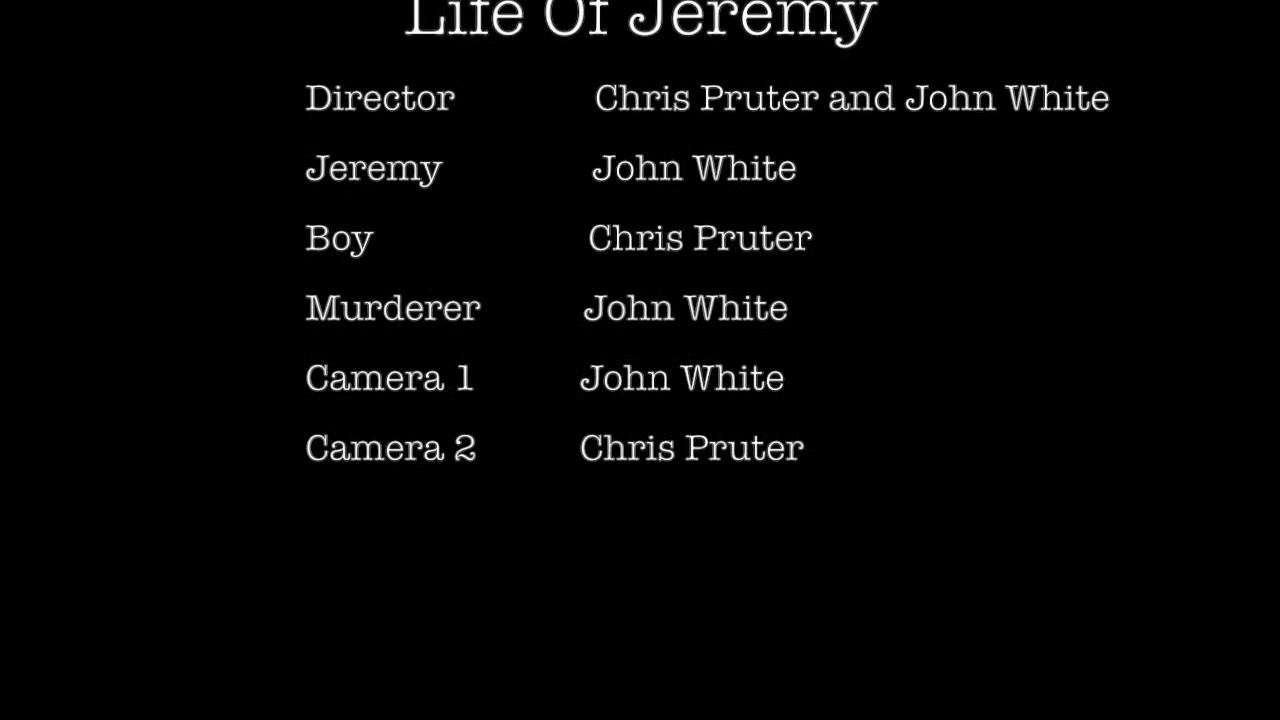 Life Of Jeremy
Director Chris Pruter and John White
Jeremy John White
Boy Chris Pruter
Murderer John White
Camera 1 John White
Camera 2 Chris Pruter